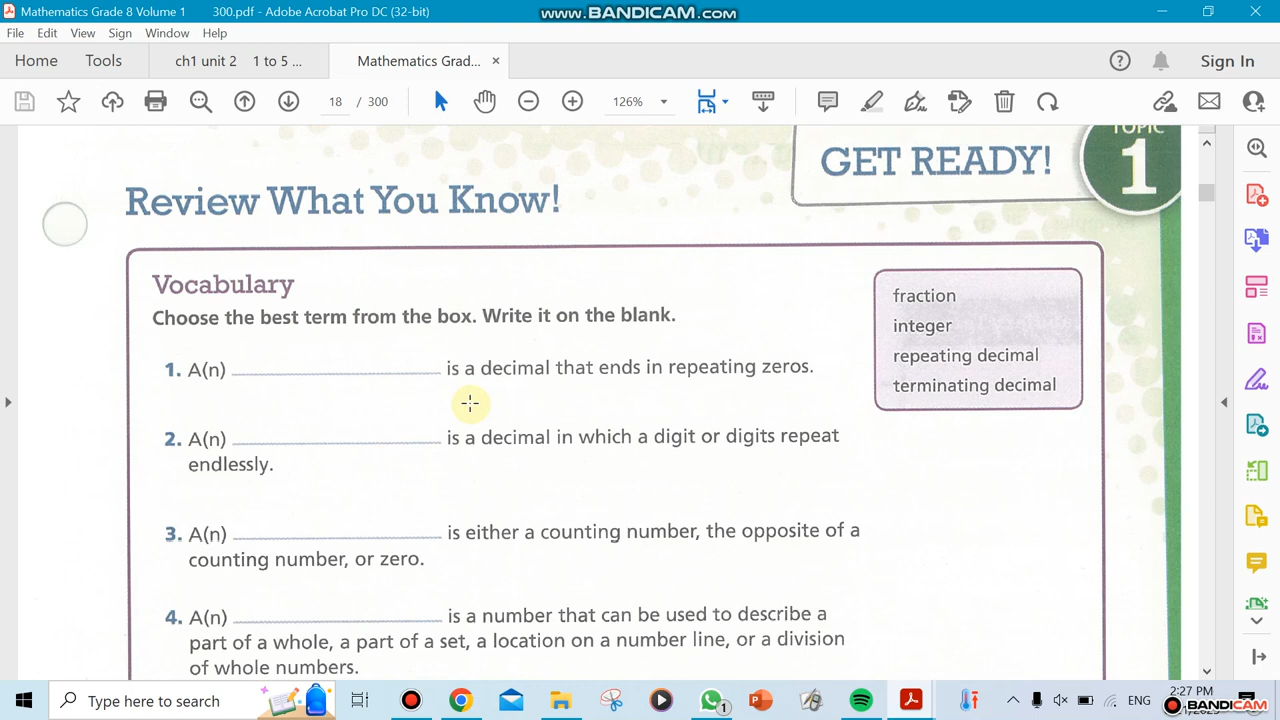 Mathematics Grade 8 Volume 1 300.pdf - Adobe Acrobat Pro DC (32-bit)
www.BANDICAM.com
File Edit View Sign Window Help
Home Tools ch1 unit 2 1 to 5 ... Mathematics Grad... × Sign In
18 / 300 126%
TOPIC
1
GET READY!
Review What You Know!
Vocabulary
Choose the best term from the box. Write it on the blank.
fraction
integer
repeating decimal
terminating decimal
1. A(n) ____ is a decimal that ends in repeating zeros.
2. A(n) ____ is a decimal in which a digit or digits repeat
endlessly.
3. A(n) ____ is either a counting number, the opposite of a
counting number, or zero.
4. A(n) ____ is a number that can be used to describe a
part of a whole, a part of a set, a location on a number line, or a division
of whole numbers.
Type here to search
1
ENG
2:27 PM
BANDICAM